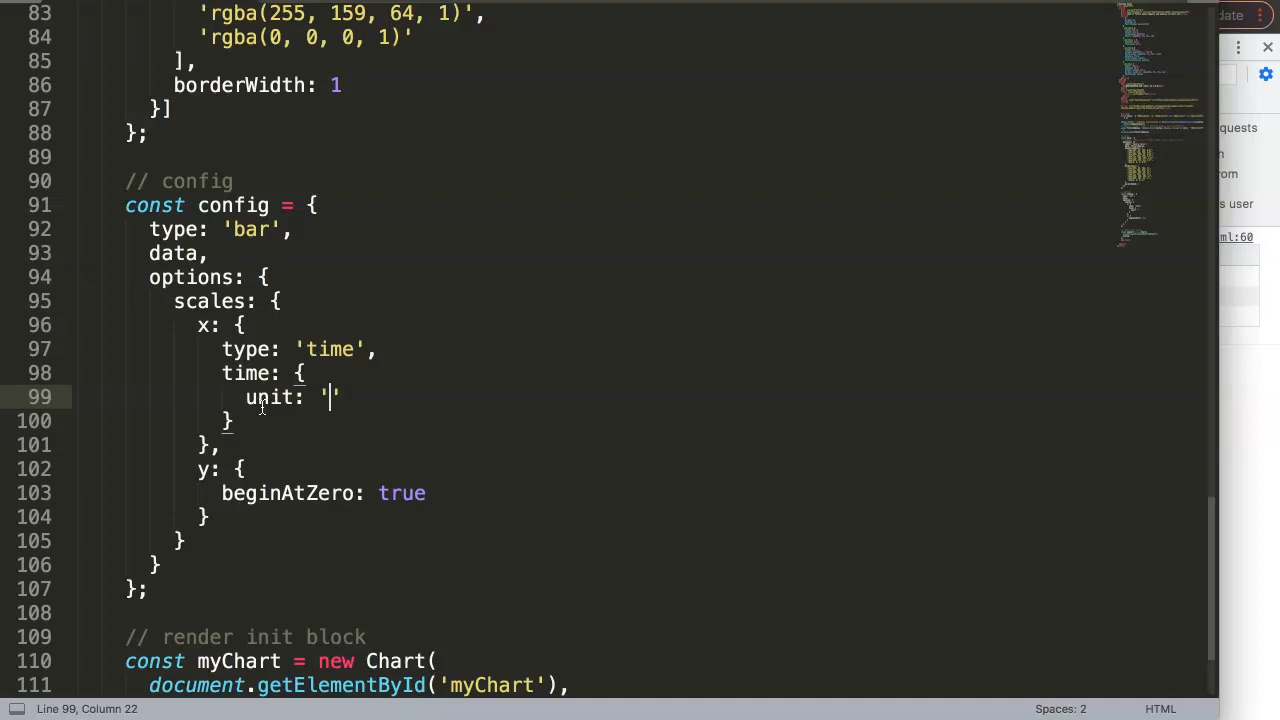 83 'rgba(255, 159, 64, 1)',
84 'rgba(0, 0, 0, 1)'
85 ],
86 borderWidth: 1
87 }]
88 };
89
90 // config
91 const config = {
92 type: 'bar',
93 data,
94 options: {
95 scales: {
96 x: {
97 type: 'time',
98 time: {
99 unit: ''
100 }
101 },
102 y: {
103 beginAtZero: true
104 }
105 }
106 }
107 };
108
109 // render init block
110 const myChart = new Chart(
111 document.getElementById('myChart'),
Line 99, Column 22
Spaces: 2
HTML
date
quests
rom
s user
ml:60